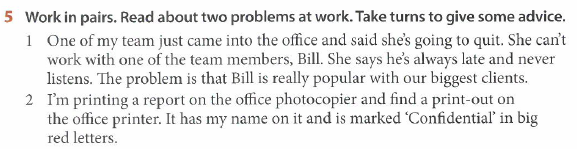 5 Work in pairs. Read about two problems at work. Take turns to give some advice.
1 One of my team just came into the office and said she's going to quit. She can't
work with one of the team members, Bill. She says he's always late and never
listens. The problem is that Bill is really popular with our biggest clients.
2 I'm printing a report on the office photocopier and find a print-out on
the office printer. It has my name on it and is marked 'Confidential' in big
red letters.